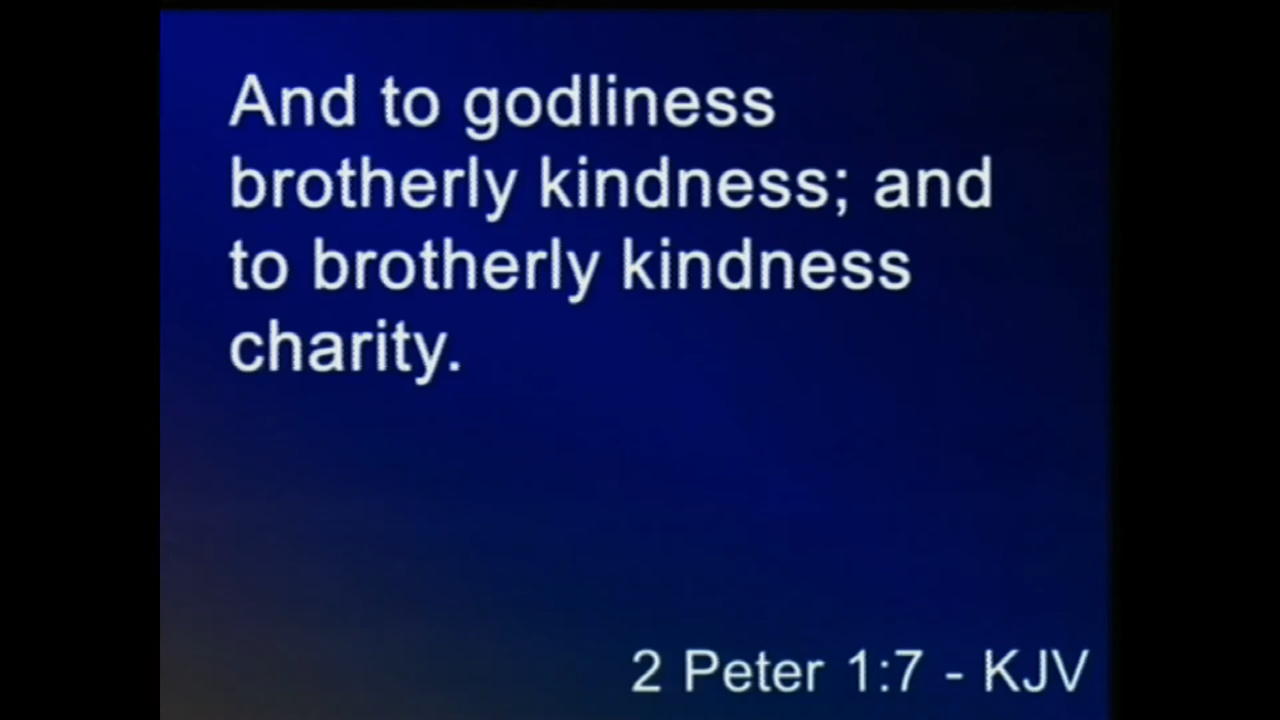 And to godliness
brotherly kindness; and
to brotherly kindness
charity.
2 Peter 1:7 - KJV